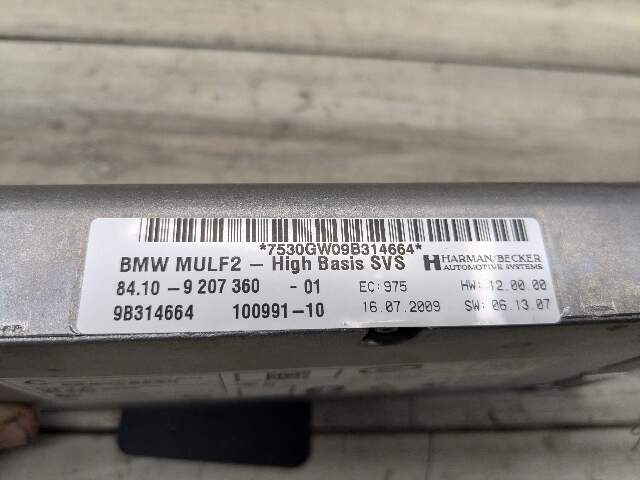 *7530GW09B314664*
BMW MULF2 - High Basis SVS HARMAN/BECKER
AUTOMOTIVE SYSTEMS
84.10-9 207 360 -01 EC: 975 HW: 12.00.00
9B314664 100991-10 16.07.2009 SW: 06.13.07